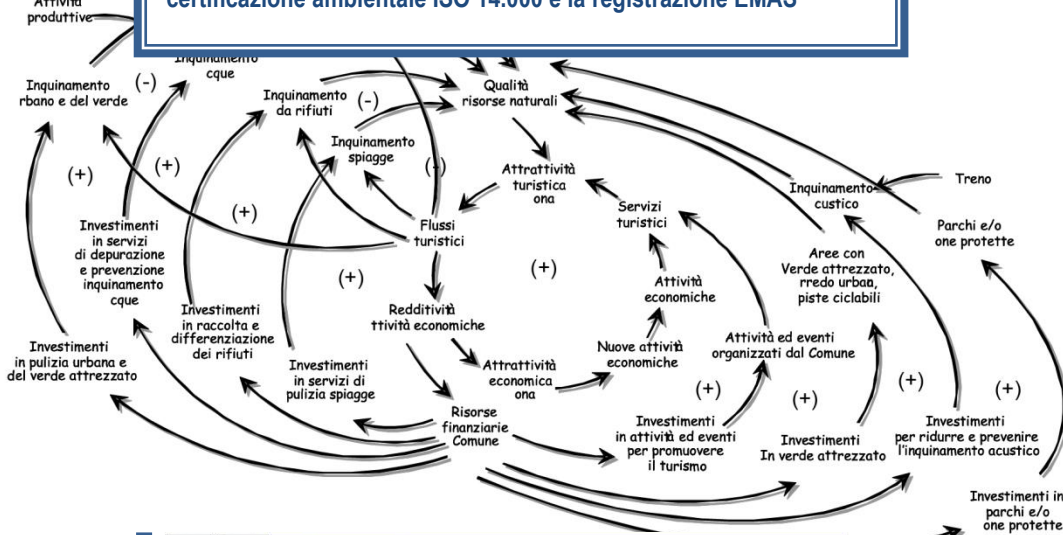 certificazione ambientale ISO 14.000 e la registrazione EMAS
Attività
produttive
Inquinamento
cque
Inquinamento
rbano e del verde
(-)
Inquinamento
da rifiuti
(-)
Qualità
risorse naturali
Inquinamento
spiagge
(-)
(+)
(+)
(+)
Attrattività
turistica
ona
Servizi
turistici
Inquinamento
custico
Treno
Parchi e/o
one protette
Investimenti
in servizi
di depurazione
e prevenzione
inquinamento
cque
Flussi
turistici
(+)
(+)
Attività
economiche
Aree con
Verde attrezzato,
rredo urban,
piste ciclabili
Investimenti
in raccolta e
differenziazione
dei rifiuti
Redditività
ttività economiche
Investimenti
in pulizia urbana e
del verde attrezzato
Investimenti
in servizi di
pulizia spiagge
Attrattività
economica
ona
Nuove attività
economiche
Attività ed eventi
organizzati dal Comune
(+)
(+)
(+)
(+)
Risorse
finanziarie
Comune
Investimenti
in attività ed eventi
per promuovere
il turismo
Investimenti
In verde attrezzato
Investimenti
per ridurre e prevenire
l'inquinamento acustico
Investimenti in
parchi e/o
one protette